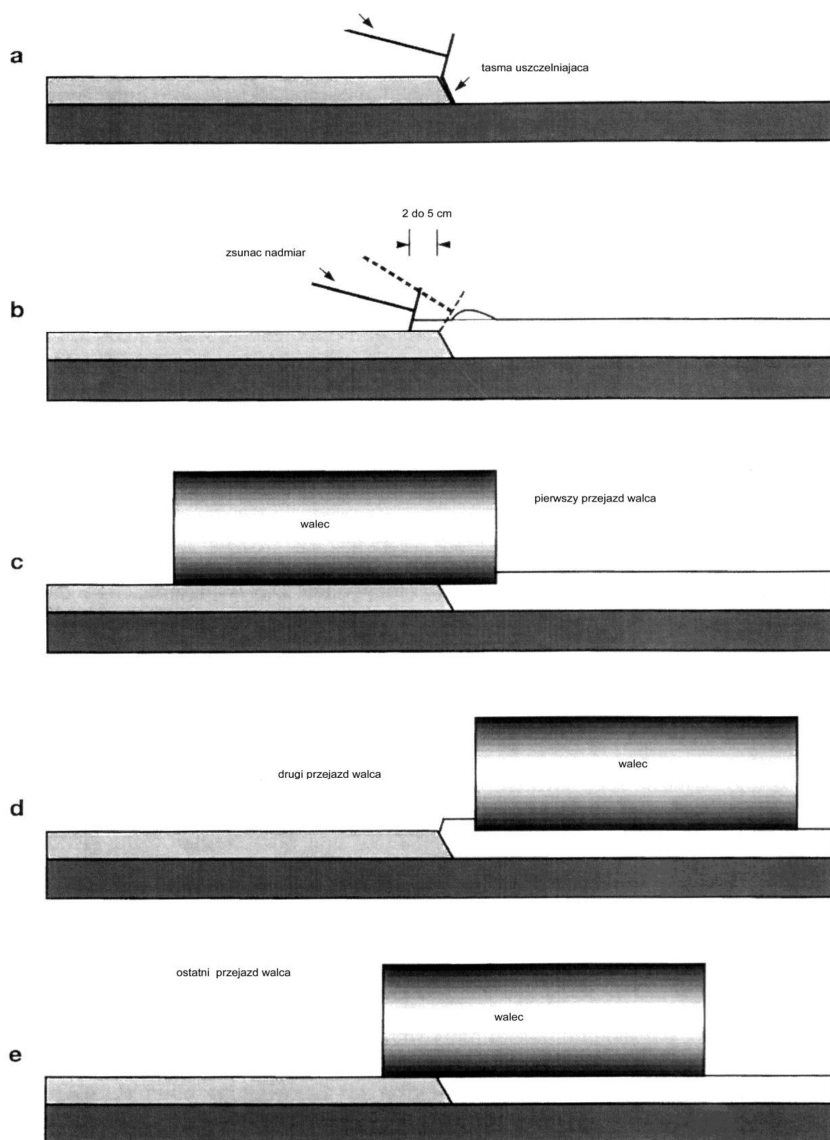 a
tasma uszczelniajaca
2 do 5 cm
zsunac nadmiar
b
pierwszy przejazd walca
walec
c
walec
drugi przejazd walca
d
ostatni przejazd walca
walec
e